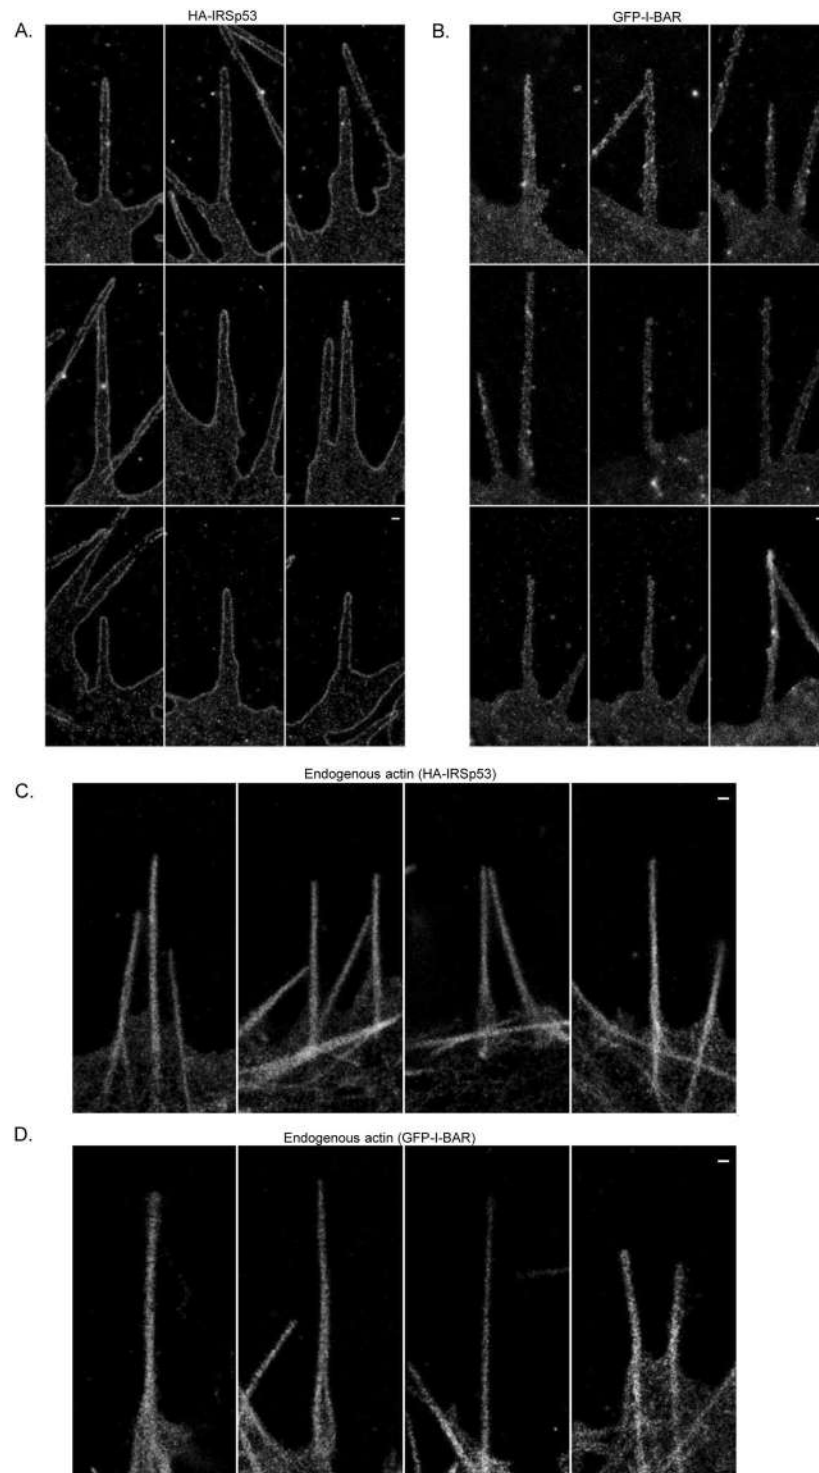 HA-IRSp53
A.
GFP-I-BAR
B.
Endogenous actin (HA-IRSp53)
C.
Endogenous actin (GFP-I-BAR)
D.